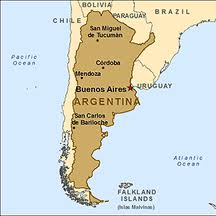 BOLIVIA
PARAGUAY
BRAZIL
CHILE
San Miguel
de Tucumán
Pacific
Ocean
Córdoba
Mendoza
Buenos Aires
URUGUAY
ARGENTINA
San Carlos
de Bariloche
Atlantic
Ocean
FALKLAND
ISLANDS
(Islas Malvinas)